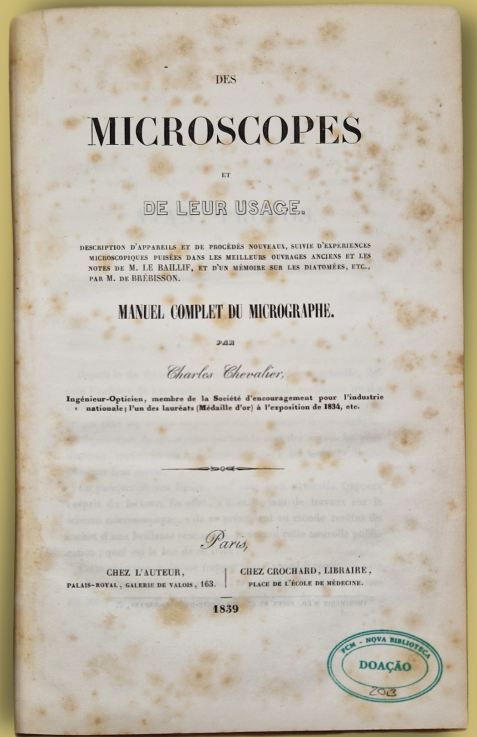 DES
MICROSCOPES
ET
DE LEUR USAGE.
DESCRIPTION D'APPAREILS ET DE PROCÉDÉS NOUVEAUX, SUIVIE D'EXPÉRIENCES
MICROSCOPIQUES PUISÉES DANS LES MEILLEURS OUVRAGES ANCIENS ET LES
NOTES DE M. LE BAILLIF, ET D'UN MÉMOIRE SUR LES DIATOMÉES, ETC.,
PAR M. DE BRÉBISSON.
MANUEL COMPLET DU MICROGRAPHE.
PAR
Charles Chevalier,
Ingénieur-Opticien, membre de la Société d'encouragement pour l'industrie
nationale; l'un des lauréats (Médaille d'or) à l'exposition de 1834, etc.
Paris,
CHEZ L'AUTEUR,
PALAIS-ROYAL, GALERIE DE VALOIS, 163.
CHEZ CROCHARD, LIBRAIRE,
PLACE DE L'ÉCOLE DE MÉDECINE.
1839
FCM - NOVA BIBLIOTECA
DOAÇÃO
2013